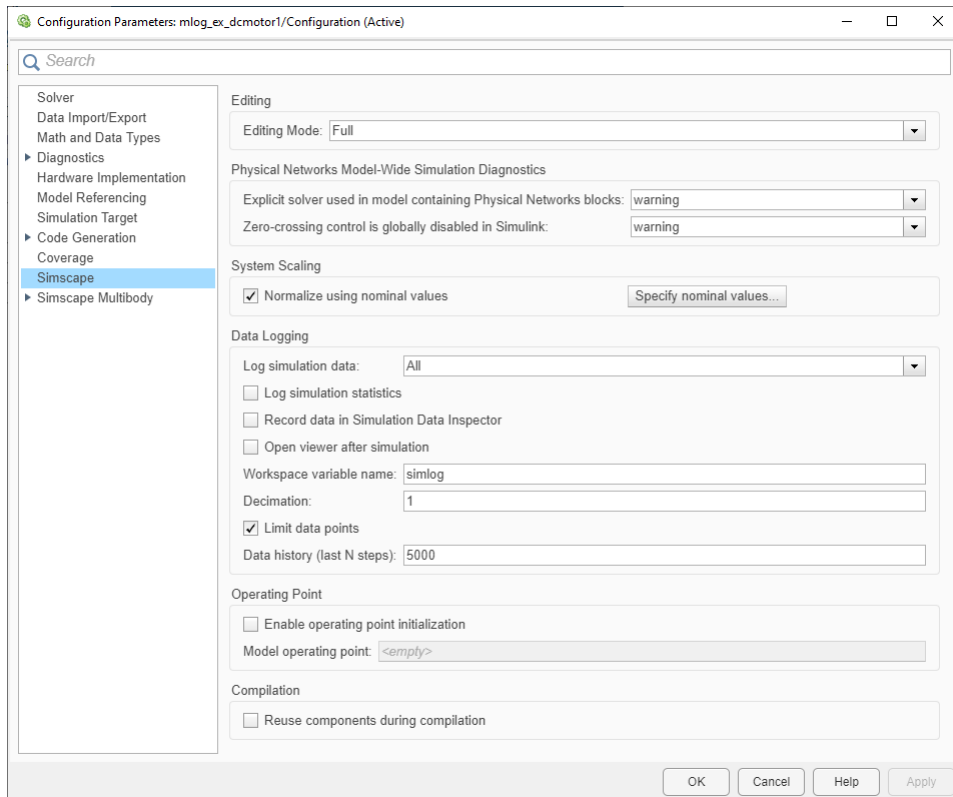 Configuration Parameters: mlog_ex_dcmotor1/Configuration (Active)
Search
Solver
Data Import/Export
Math and Data Types
Diagnostics
Hardware Implementation
Model Referencing
Simulation Target
Code Generation
Coverage
Simscape
Simscape Multibody
Editing
Editing Mode: Full
Physical Networks Model-Wide Simulation Diagnostics
Explicit solver used in model containing Physical Networks blocks: warning
Zero-crossing control is globally disabled in Simulink: warning
System Scaling
Normalize using nominal values Specify nominal values...
Data Logging
Log simulation data: All
Log simulation statistics
Record data in Simulation Data Inspector
Open viewer after simulation
Workspace variable name: simlog
Decimation: 1
Limit data points
Data history (last N steps): 5000
Operating Point
Enable operating point initialization
Model operating point: <empty>
Compilation
Reuse components during compilation
OK Cancel Help Apply